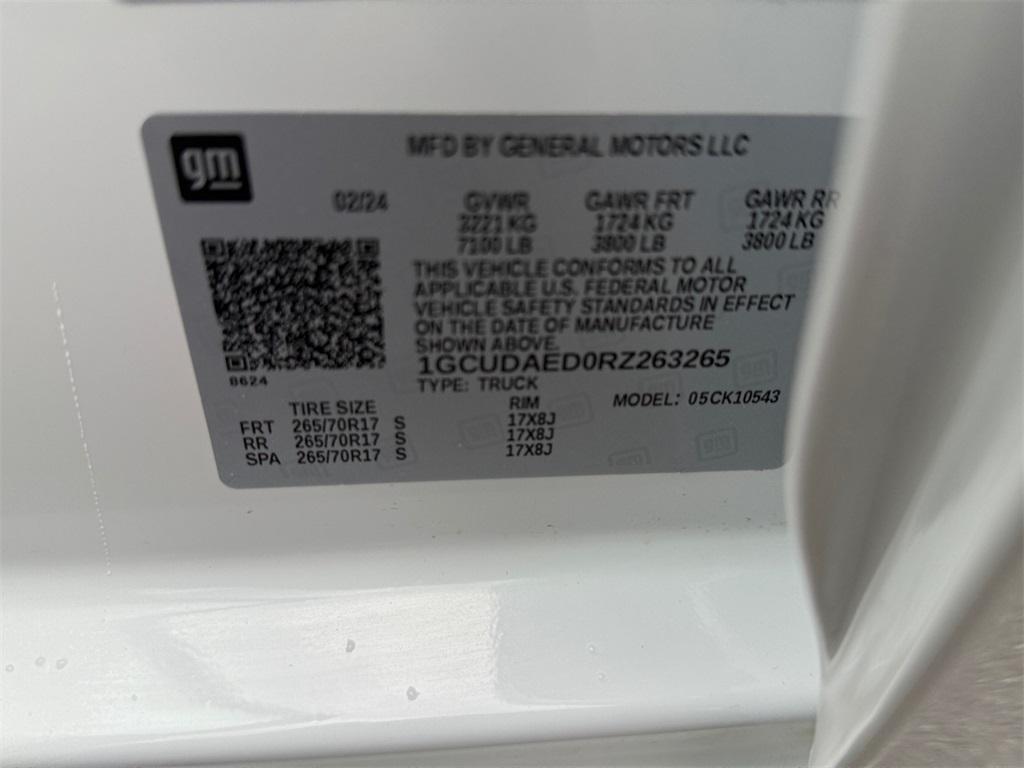 gm
MFD BY GENERAL MOTORS LLC
02/24 GVWR GAWR FRT GAWR RR
3221 KG 1724 KG 1724 KG
7100 LB 3800 LB 3800 LB
THIS VEHICLE CONFORMS TO ALL
APPLICABLE U.S. FEDERAL MOTOR
VEHICLE SAFETY STANDARDS IN EFFECT
ON THE DATE OF MANUFACTURE
SHOWN ABOVE.
8624
1GCUDAED0RZ263265
TYPE: TRUCK
MODEL: 05CK10543
TIRE SIZE RIM
FRT 265/70R17 S 17X8J
RR 265/70R17 S 17X8J
SPA 265/70R17 S 17X8J